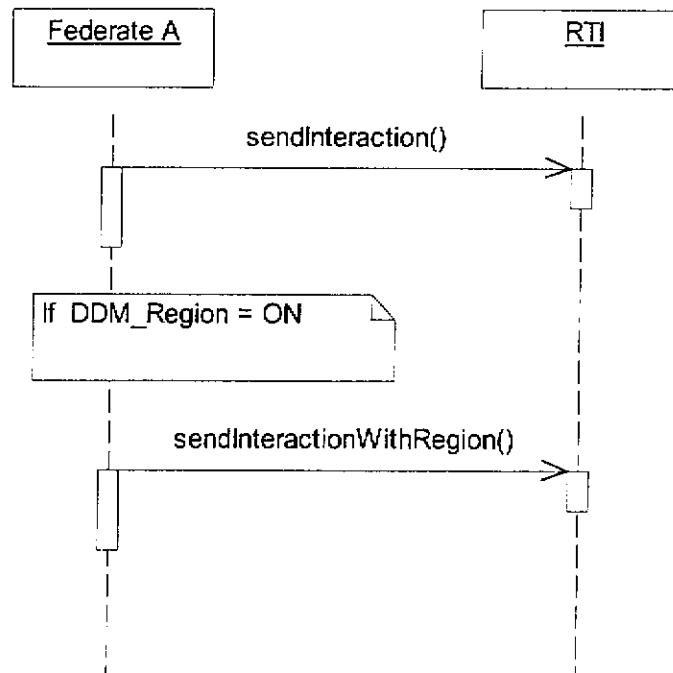 Federate A
RTI
sendInteraction()
If DDM_Region = ON
sendInteractionWithRegion()